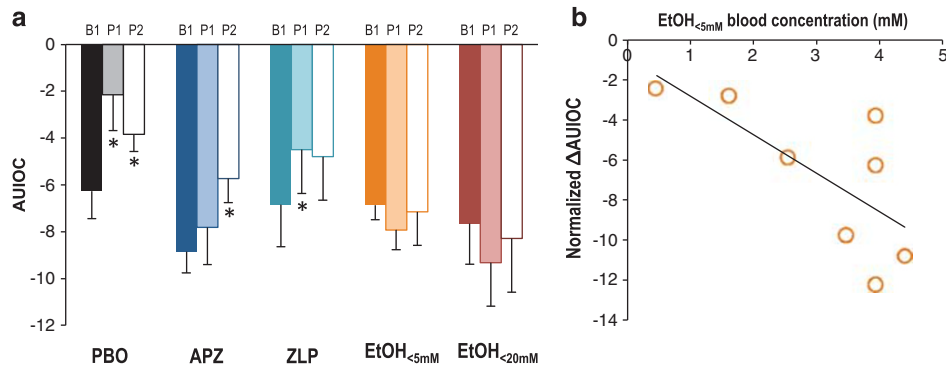 a
B1 P1 P2 B1 P1 P2 B1 P1 P2 B1 P1 P2 B1 P1 P2
0
-2
-4
-6
-8
-10
-12
AUIOC
* * * *
PBO APZ ZLP EtOH<5mM EtOH<20mM
b
EtOH<5mM blood concentration (mM)
0 1 2 3 4 5
-2
-4
-6
-8
-10
-12
-14
Normalized ΔAUIOC